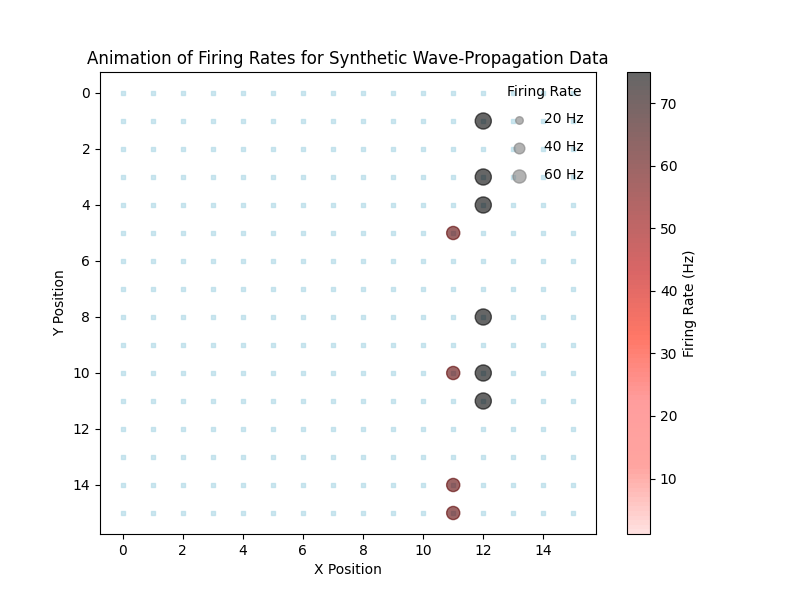 Animation of Firing Rates for Synthetic Wave-Propagation Data
Firing Rate
20 Hz
40 Hz
60 Hz
0
2
4
6
8
10
12
14
Y Position
0 2 4 6 8 10 12 14
X Position
70
60
50
40
30
20
10
Firing Rate (Hz)